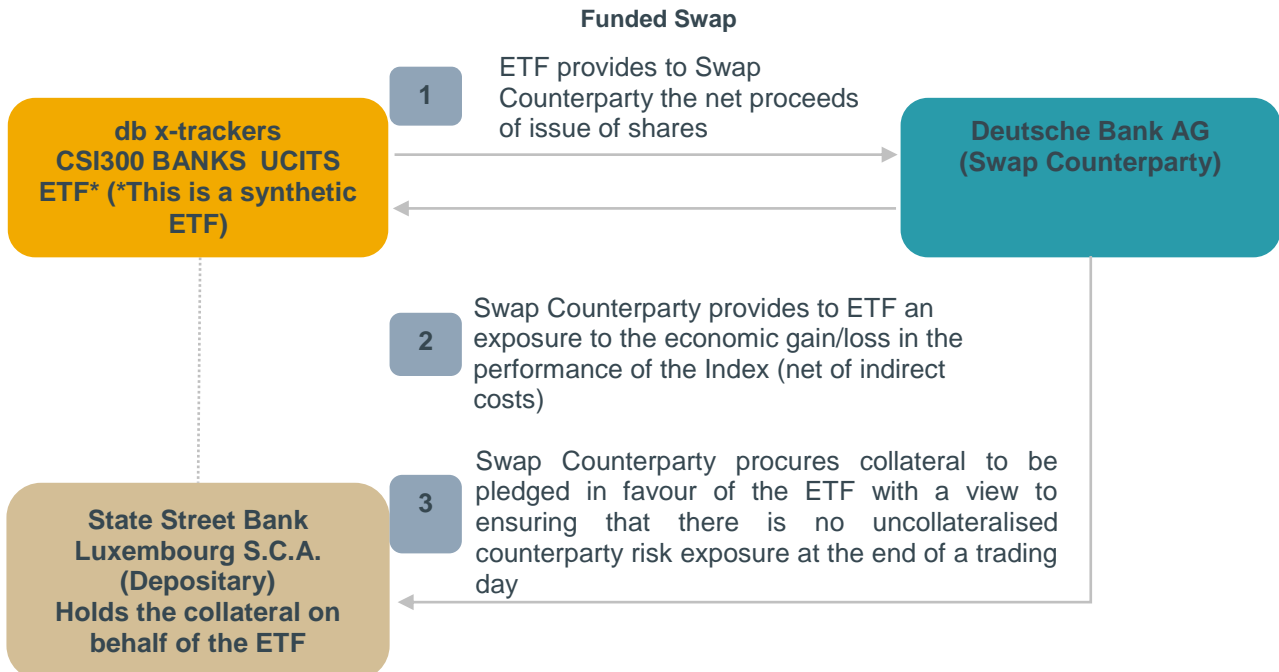 Funded Swap
1
ETF provides to Swap
Counterparty the net proceeds
of issue of shares
db x-trackers
CSI300 BANKS  UCITS
ETF* (*This is a synthetic
ETF)
Deutsche Bank AG
(Swap Counterparty)
2
Swap Counterparty provides to ETF an
exposure to the economic gain/loss in the
performance of the Index (net of indirect
costs)
3
Swap Counterparty procures collateral to be
pledged in favour of the ETF with a view to
ensuring that there is no uncollateralised
counterparty risk exposure at the end of a trading
day
State Street Bank
Luxembourg S.C.A.
(Depositary)
Holds the collateral on
behalf of the ETF